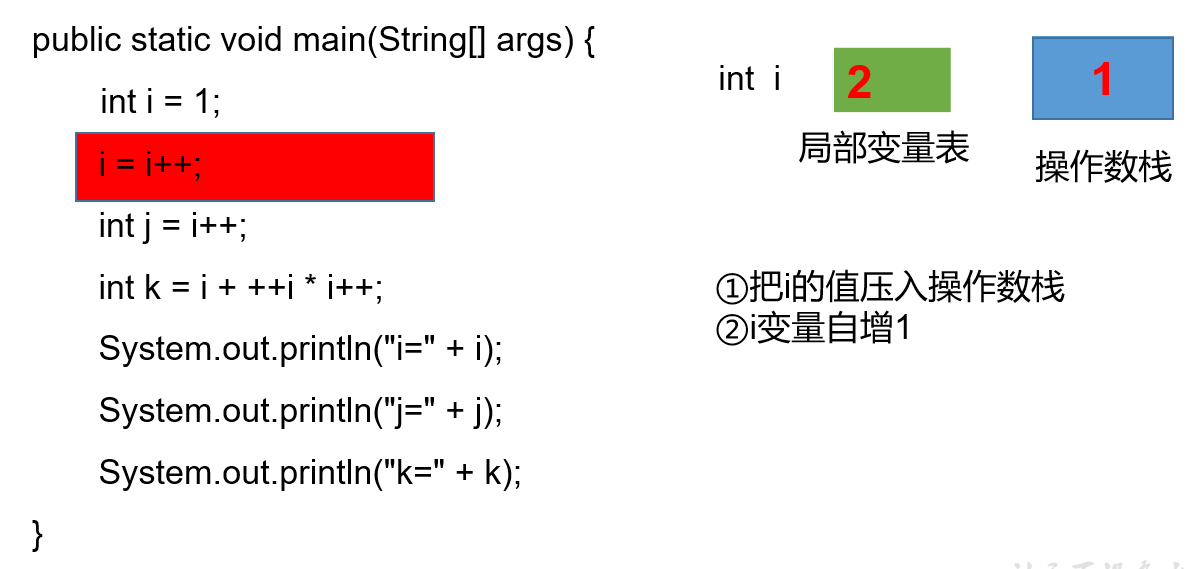 public static void main(String[] args) {
int i = 1;
i = i++;
int j = i++;
int k = i + ++i * i++;
System.out.println("i=" + i);
System.out.println("j=" + j);
System.out.println("k=" + k);
}
int i
2
1
局部变量表
操作数栈
①把i的值压入操作数栈
②i变量自增1